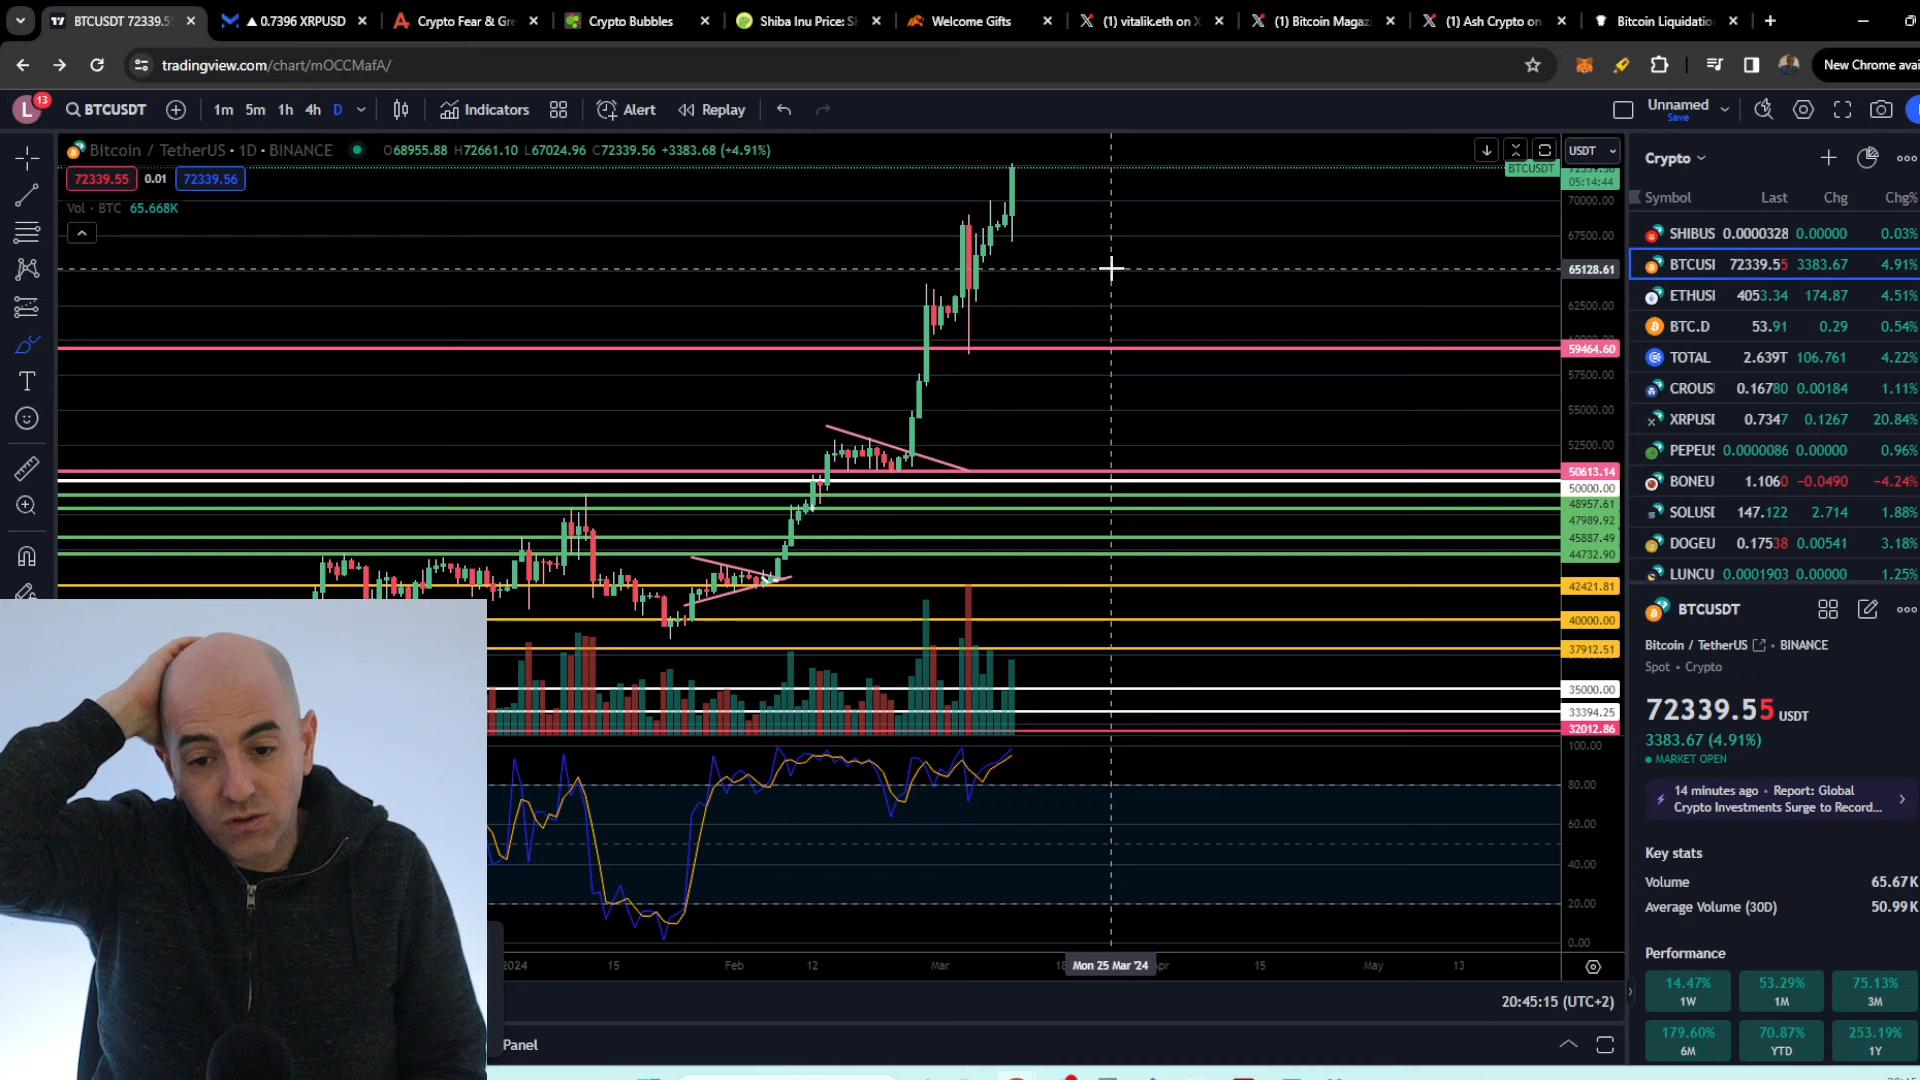 BTCUSDT 72339.5
▲ 0.7396 XRPUSD
Crypto Fear & Gre
Crypto Bubbles
Shiba Inu Price: S
Welcome Gifts
(1) vitalik.eth on X
(1) Bitcoin Magazi
(1) Ash Crypto on
Bitcoin Liquidatio
tradingview.com/chart/mOCCMafA/
New Chrome avai
L 13
BTCUSDT
1m 5m 1h 4h D
Indicators
Alert
Replay
Unnamed
Save
Bitcoin / TetherUS · 1D · BINANCE
O68955.88 H72661.10 L67024.96 C72339.56 +3383.68 (+4.91%)
72339.55 0.01 72339.56
Vol · BTC 65.668K
USDT
BTCUSDT
72339.56
05:14:44
70000.00
67500.00
65128.61
62500.00
59464.60
57500.00
55000.00
52500.00
50613.14
50000.00
48957.61
47989.92
45887.49
44732.90
42421.81
40000.00
37912.51
35000.00
33394.25
32012.86
100.00
80.00
60.00
40.00
20.00
0.00
2024 15 Feb 12 Mar 18 Mon 25 Mar '24 Apr 15 May 13
20:45:15 (UTC+2)
Panel
Crypto
Symbol Last Chg Chg%
SHIBUS 0.0000328 0.00000 0.03%
BTCUSI 72339.55 3383.67 4.91%
ETHUSI 4053.34 174.87 4.51%
BTC.D 53.91 0.29 0.54%
TOTAL 2.639T 106.761 4.22%
CROUS 0.16780 0.00184 1.11%
XRPUSI 0.7347 0.1267 20.84%
PEPEUS 0.0000086 0.00000 0.96%
BONEU 1.1060 −0.0490 −4.24%
SOLUSI 147.122 2.714 1.88%
DOGEU 0.17538 0.00541 3.18%
LUNCU 0.0001903 0.00000 1.25%
BTCUSDT
Bitcoin / TetherUS • BINANCE
Spot • Crypto
72339.55 USDT
3383.67 (4.91%)
MARKET OPEN
14 minutes ago • Report: Global
Crypto Investments Surge to Record...
Key stats
Volume 65.67K
Average Volume (30D) 50.99K
Performance
14.47% 53.29% 75.13%
1W 1M 3M
179.60% 70.87% 253.19%
6M YTD 1Y